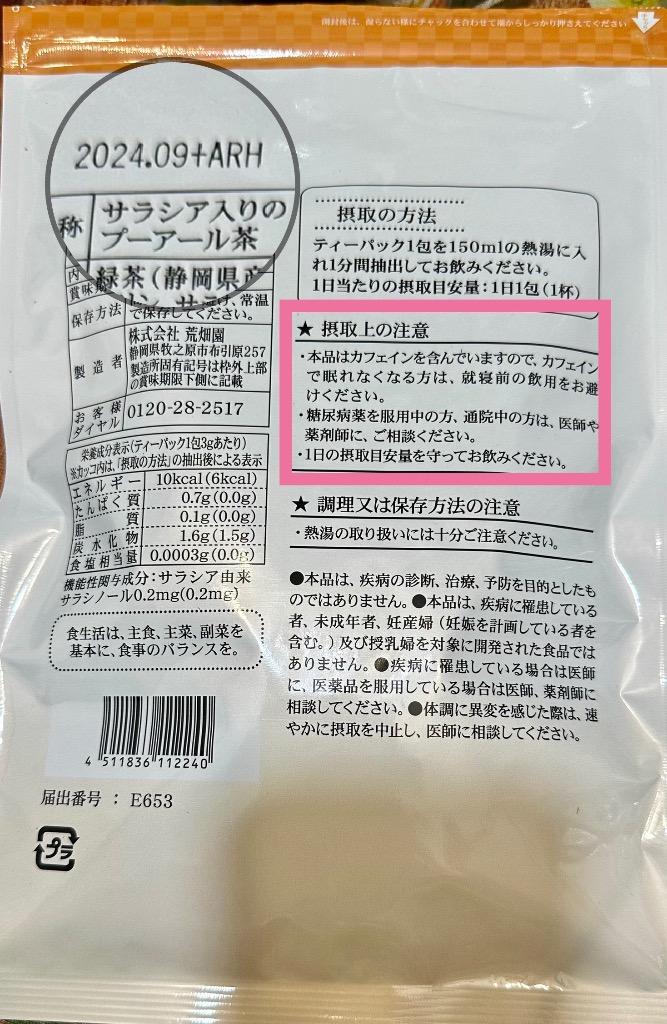 開封後は、湿らない様にチャックを合わせて端からしっかり押さえてください
2024.09+ARH
称 サラシア入りの
プーアール茶
内 緑茶(静岡県産
賞味期
保存方法 け、常温
で保存してください。
製造者 株式会社 荒畑園
静岡県牧之原市布引原257
製造所固有記号は枠外上部
の賞味期限下側に記載
お客様
ダイヤル 0120-28-2517
栄養成分表示(ティーパック1包3gあたり)
※カッコ内は、「摂取の方法」の抽出後による表示
エネルギー 10kcal(6kcal)
たんぱく質 0.7g(0.0g)
脂質 0.1g(0.0g)
炭水化物 1.6g(1.5g)
食塩相当量 0.0003g(0.0g)
機能性関与成分:サラシア由来
サラシノール0.2mg(0.2mg)
食生活は、主食、主菜、副菜を
基本に、食事のバランスを。
4 511836 112240
届出番号 : E653
プラ
摂取の方法
ティーパック1包を150mlの熱湯に入
れ1分間抽出してお飲みください。
1日当たりの摂取目安量:1日1包(1杯)
★ 摂取上の注意
・本品はカフェインを含んでいますので、カフェイン
で眠れなくなる方は、就寝前の飲用をお避
けください。
・糖尿病薬を服用中の方、通院中の方は、医師や
薬剤師に、ご相談ください。
・1日の摂取目安量を守ってお飲みください。
★ 調理又は保存方法の注意
・熱湯の取り扱いには十分ご注意ください。
●本品は、疾病の診断、治療、予防を目的としたも
のではありません。●本品は、疾病に罹患している
者、未成年者、妊産婦(妊娠を計画している者を
含む。)及び授乳婦を対象に開発された食品では
ありません。●疾病に罹患している場合は医師
に、医薬品を服用している場合は医師、薬剤師に
相談してください。●体調に異変を感じた際は、速
やかに摂取を中止し、医師に相談してください。